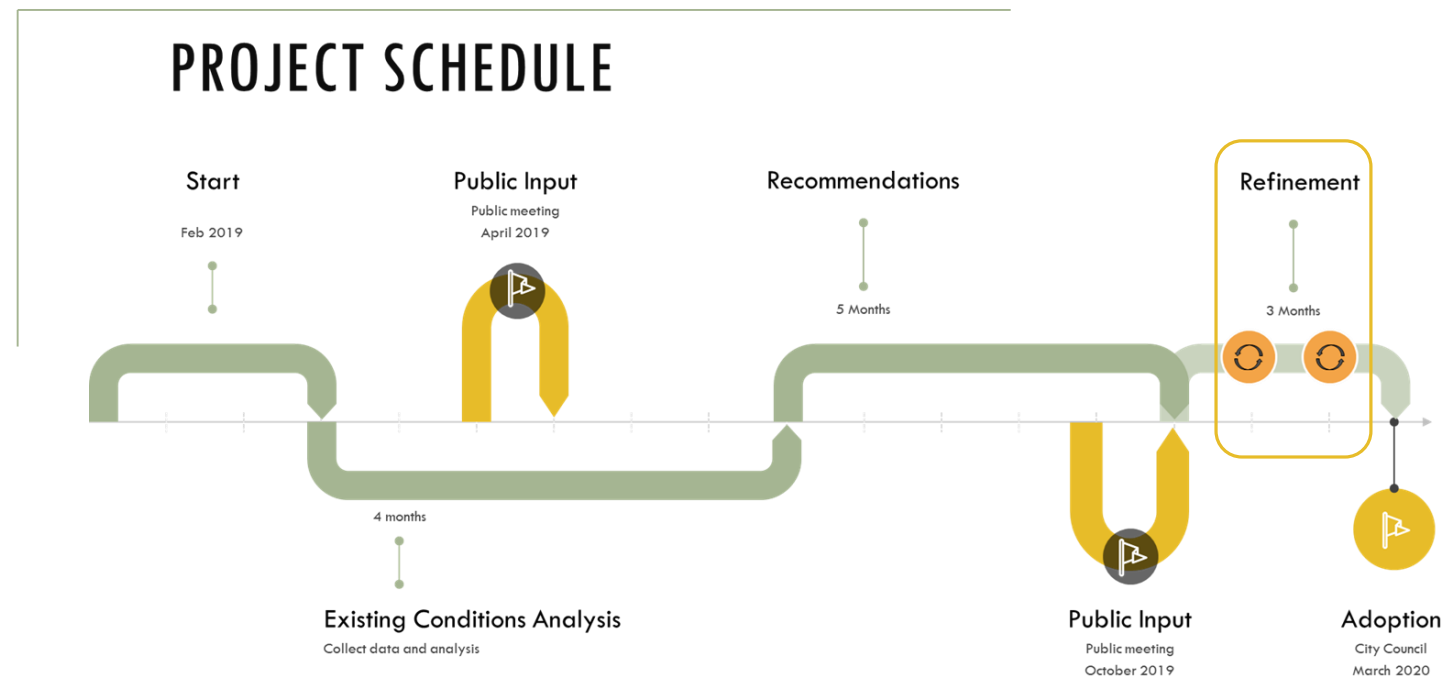 PROJECT SCHEDULE
Start
Feb 2019
Public Input
Public meeting
April 2019
Recommendations
5 Months
Refinement
3 Months
4 months
Existing Conditions Analysis
Collect data and analysis
Public Input
Public meeting
October 2019
Adoption
City Council
March 2020